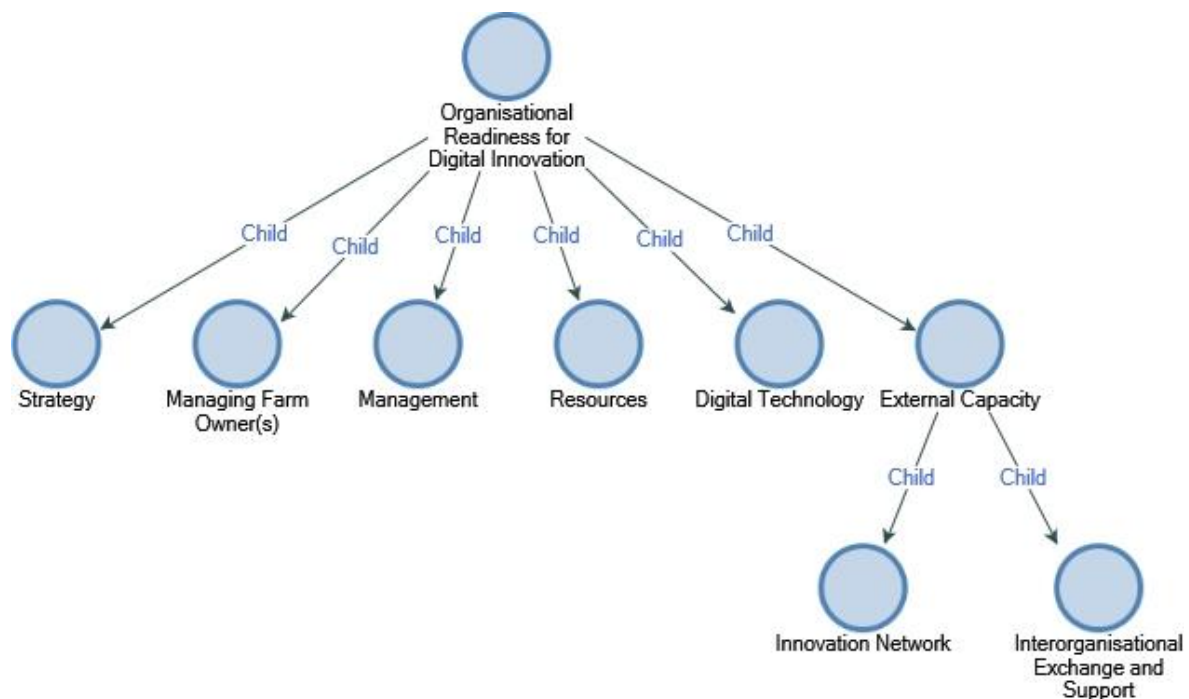 Organisational
Readiness for
Digital Innovation
Child
Child
Child
Child
Child
Child
Strategy
Managing Farm
Owner(s)
Management
Resources
Digital Technology
External Capacity
Child
Child
Innovation Network
Interorganisational
Exchange and
Support